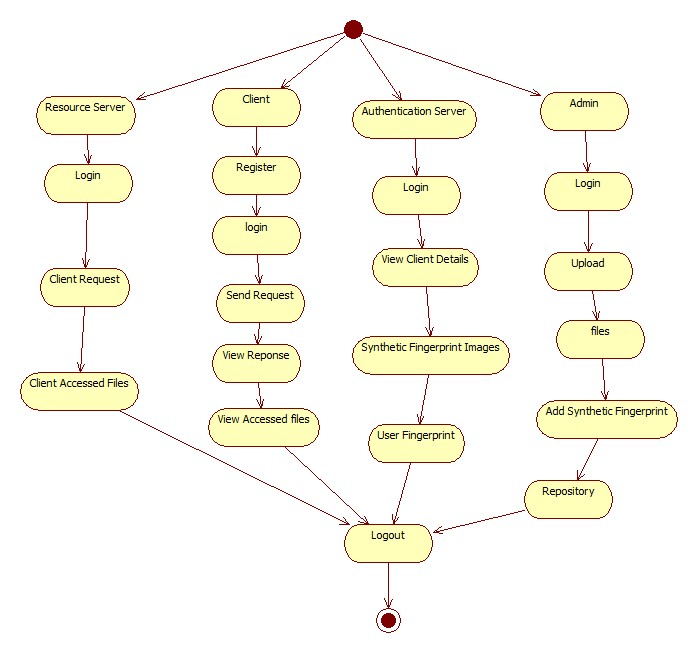 Resource Server
Client
Authentication Server
Admin
Login
Register
Login
Login
login
View Client Details
Upload
Client Request
Send Request
files
View Reponse
Synthetic Fingerprint Images
Client Accessed Files
View Accessed files
User Fingerprint
Add Synthetic Fingerprint
Repository
Logout